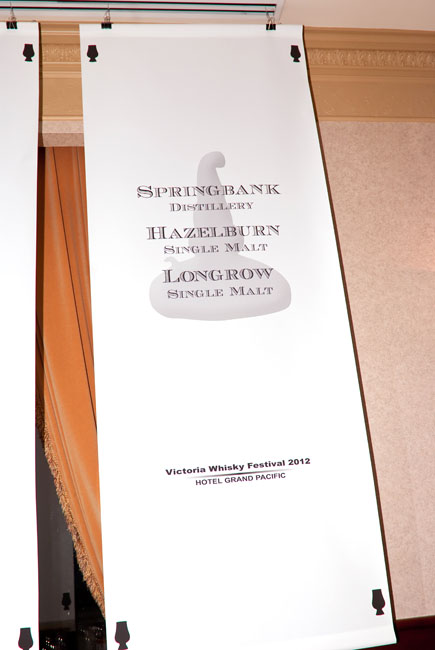 SPRINGBANK
DISTILLERY
HAZELBURN
SINGLE MALT
LONGROW
SINGLE MALT
Victoria Whisky Festival 2012
HOTEL GRAND PACIFIC